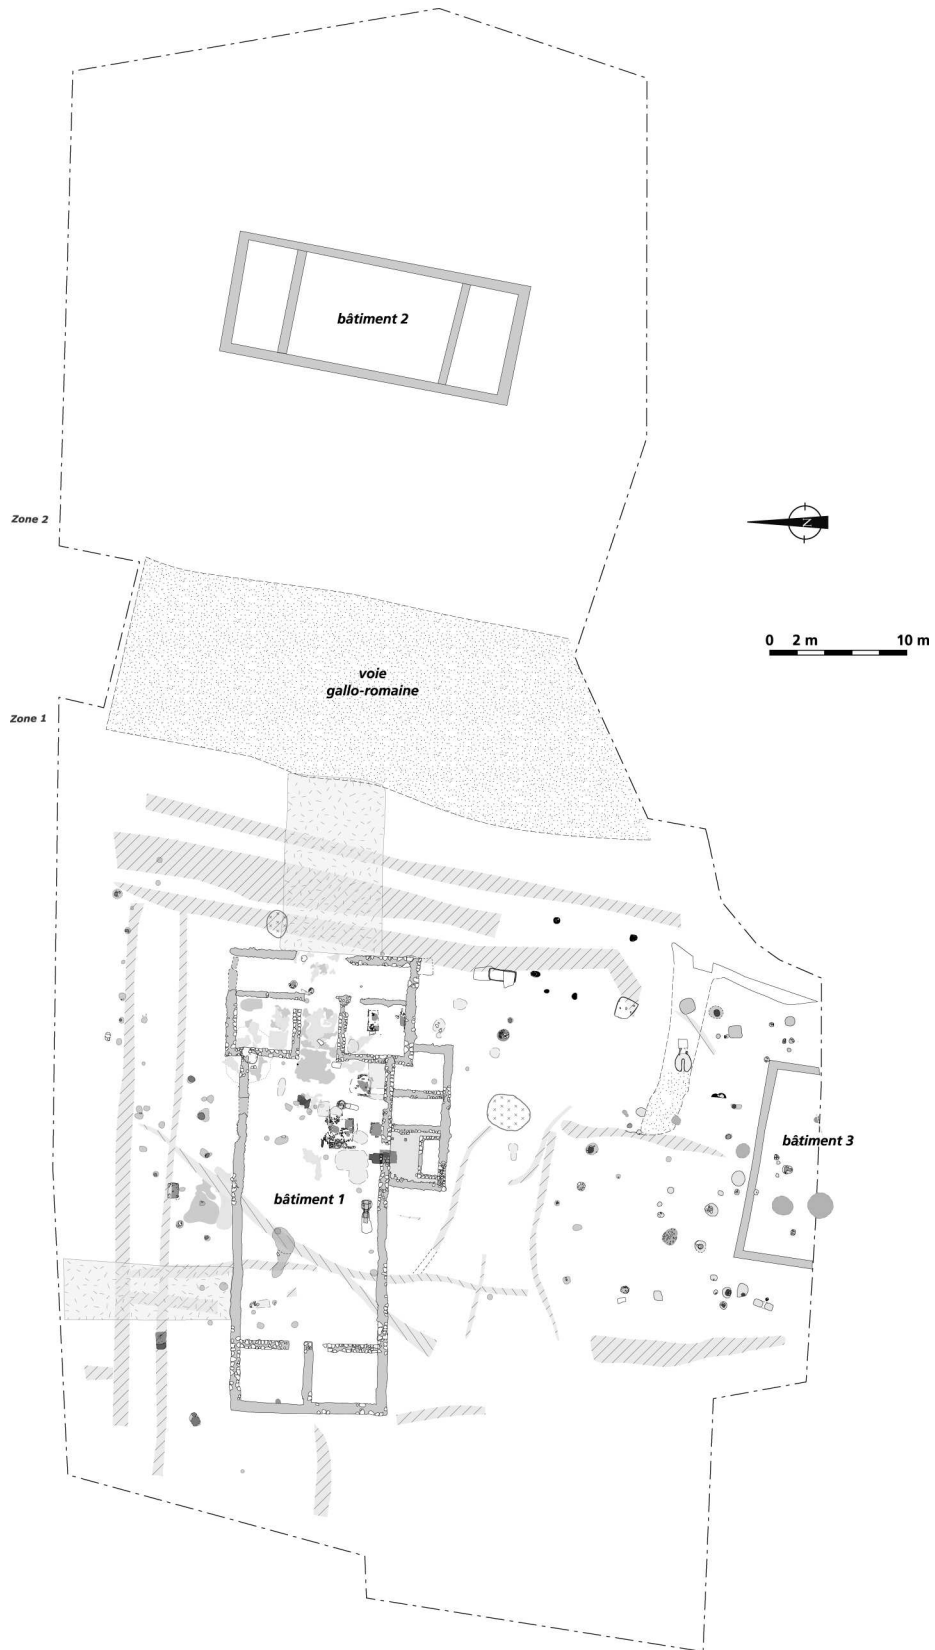 bâtiment 2
Zone 2
N
0 2 m 10 m
voie
gallo-romaine
Zone 1
bâtiment 3
bâtiment 1